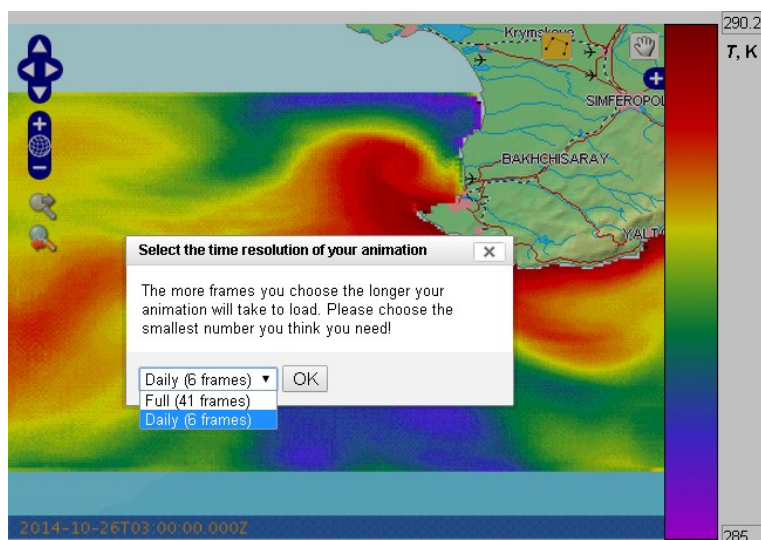 290.2
T, K
SIMFEROPOL
BAKHCHISARAY
Select the time resolution of your animation
The more frames you choose the longer your
animation will take to load. Please choose the
smallest number you think you need!
Daily (6 frames)
OK
Full (41 frames)
Daily (6 frames)
2014-10-26T03:00:00.000Z
285